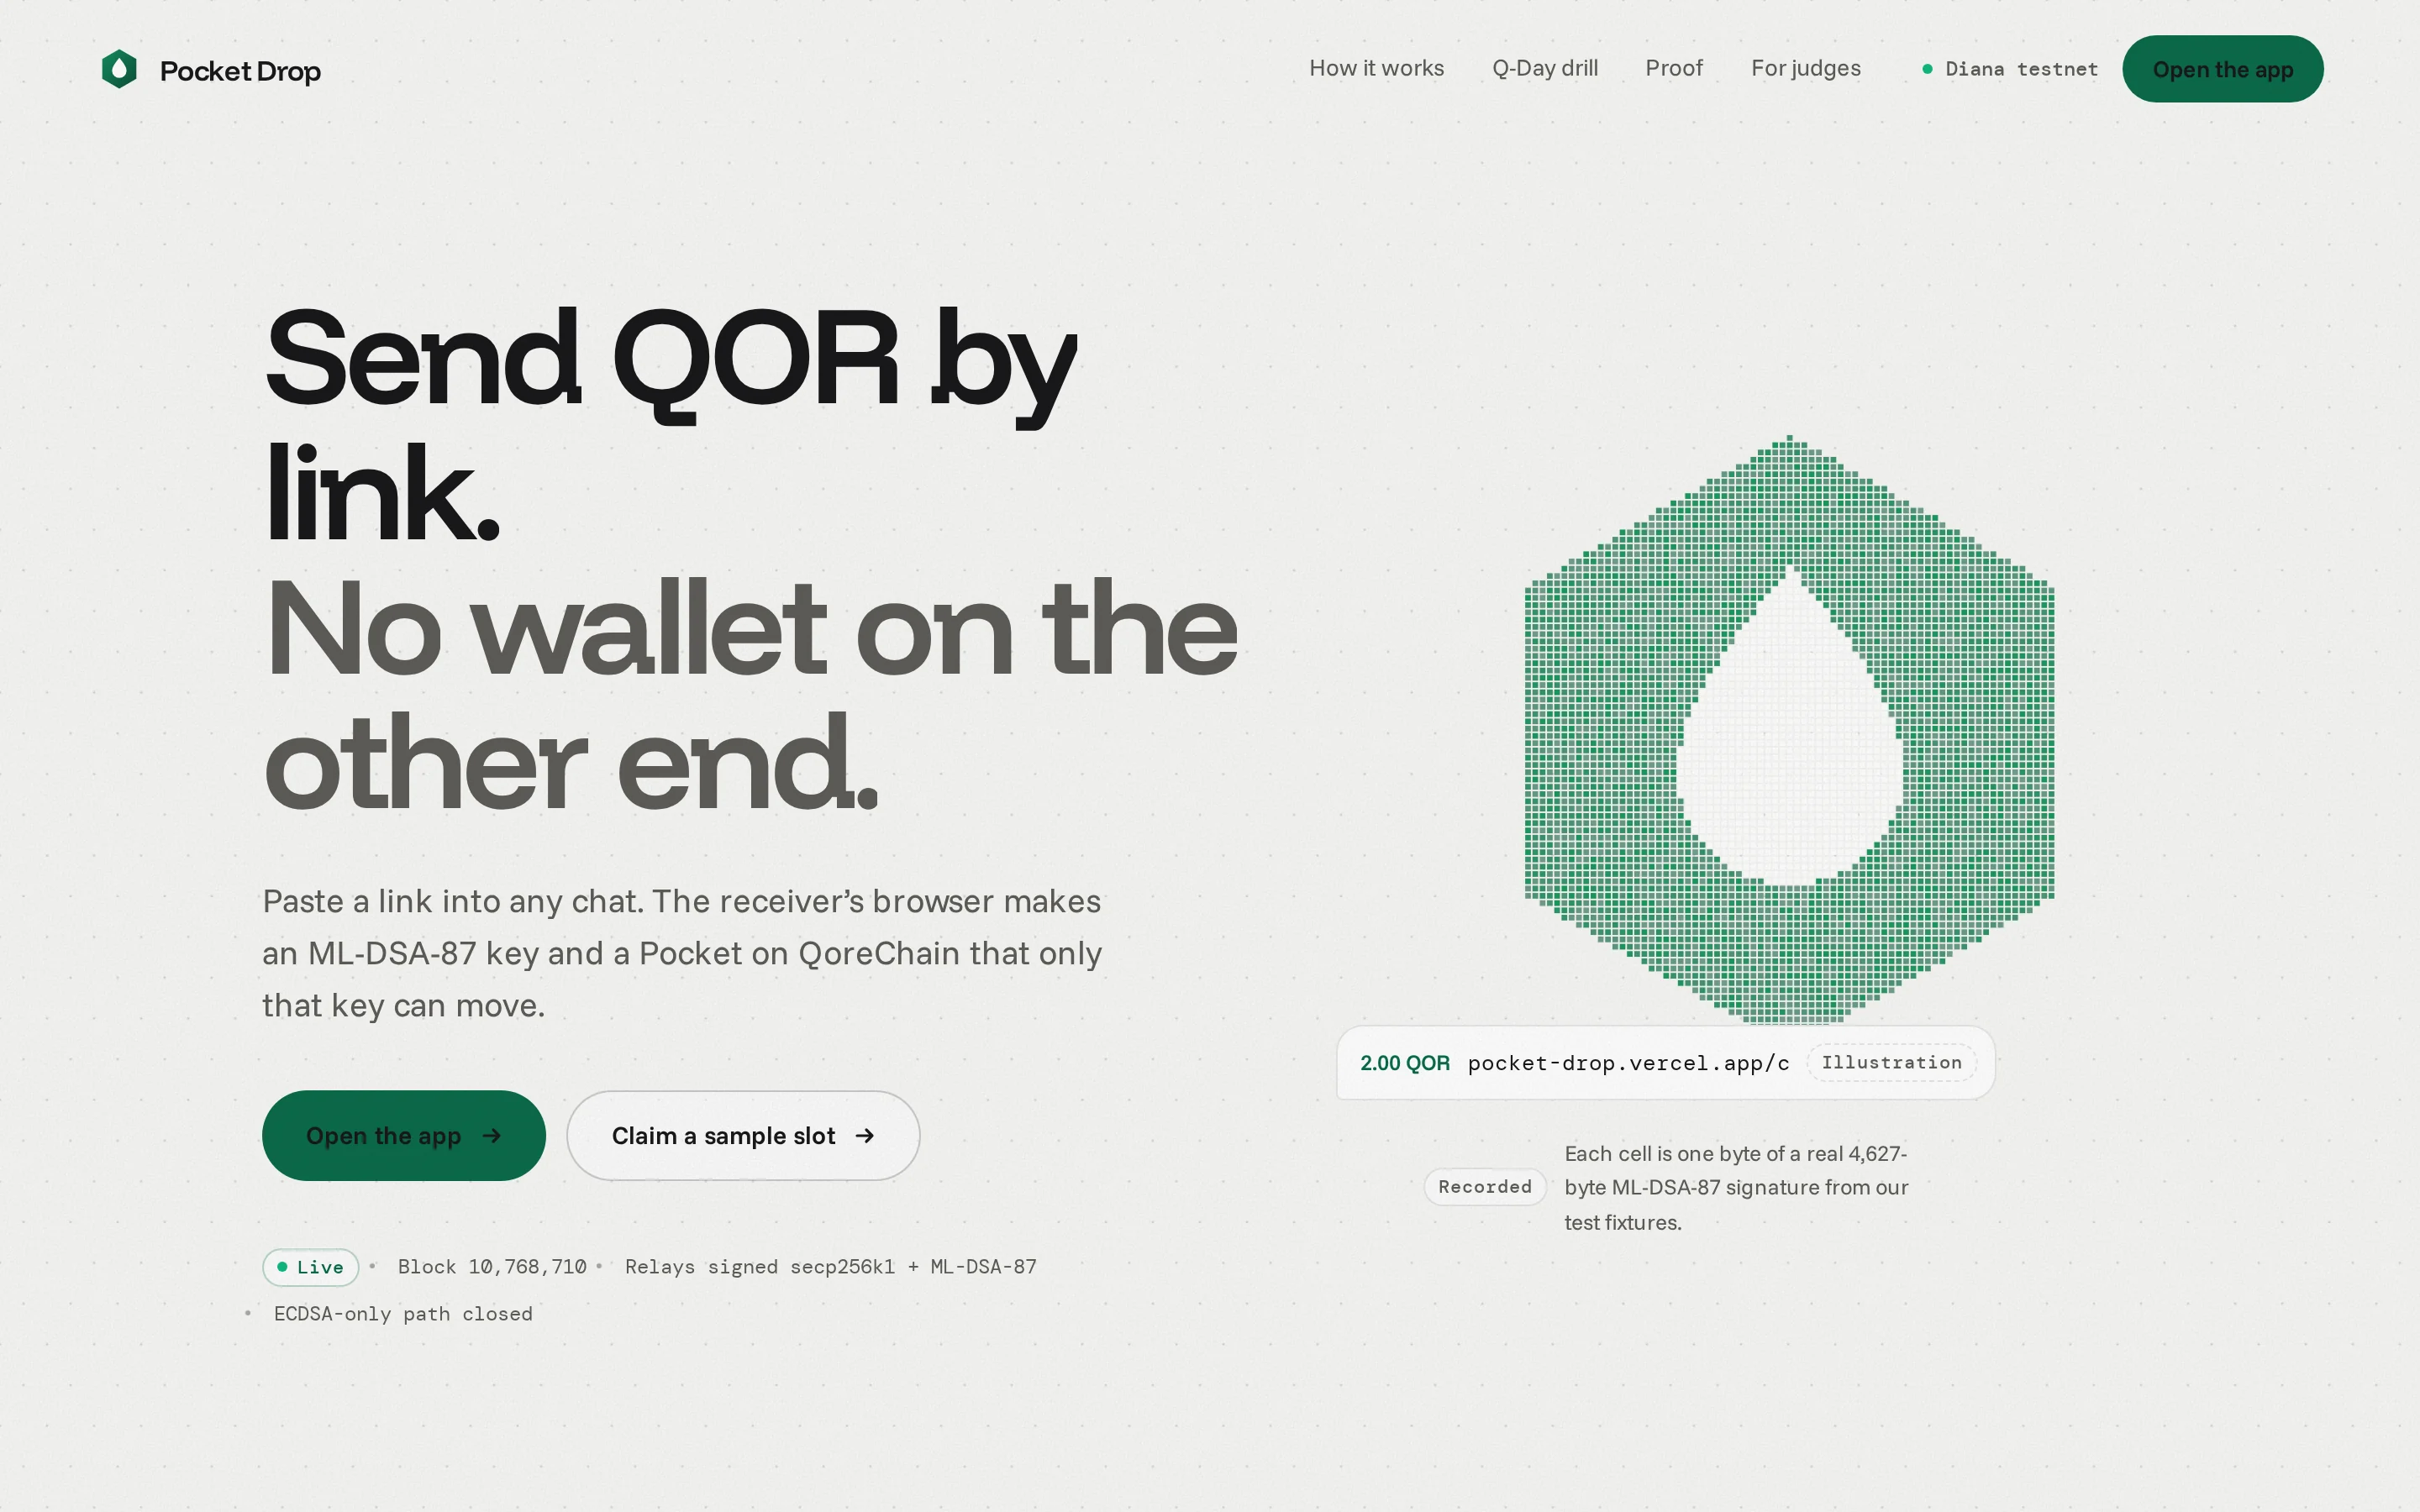 Pocket Drop
How it works
Q-Day drill
Proof
For judges
Diana testnet
Open the app
Send QOR by
link.
No wallet on the
other end.
Paste a link into any chat. The receiver’s browser makes
an ML-DSA-87 key and a Pocket on QoreChain that only
that key can move.
Open the app →
Claim a sample slot →
Live • Block 10,768,710 • Relays signed secp256k1 + ML-DSA-87
• ECDSA-only path closed
2.00 QOR pocket-drop.vercel.app/c Illustration
Recorded
Each cell is one byte of a real 4,627-
byte ML-DSA-87 signature from our
test fixtures.